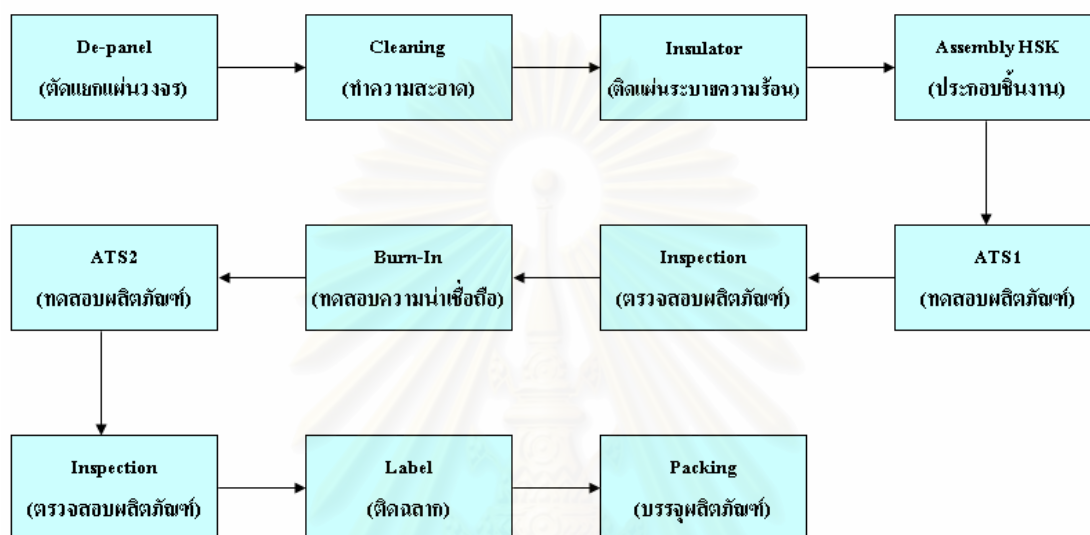 De-panel
(ตัดแยกแผ่นวงจร)
Cleaning
(ทำความสะอาด)
Insulator
(ติดแผ่นระบายความร้อน)
Assembly HSK
(ประกอบชิ้นงาน)
ATS1
(ทดสอบผลิตภัณฑ์)
Inspection
(ตรวจสอบผลิตภัณฑ์)
Burn-In
(ทดสอบความน่าเชื่อถือ)
ATS2
(ทดสอบผลิตภัณฑ์)
Inspection
(ตรวจสอบผลิตภัณฑ์)
Label
(ติดฉลาก)
Packing
(บรรจุผลิตภัณฑ์)